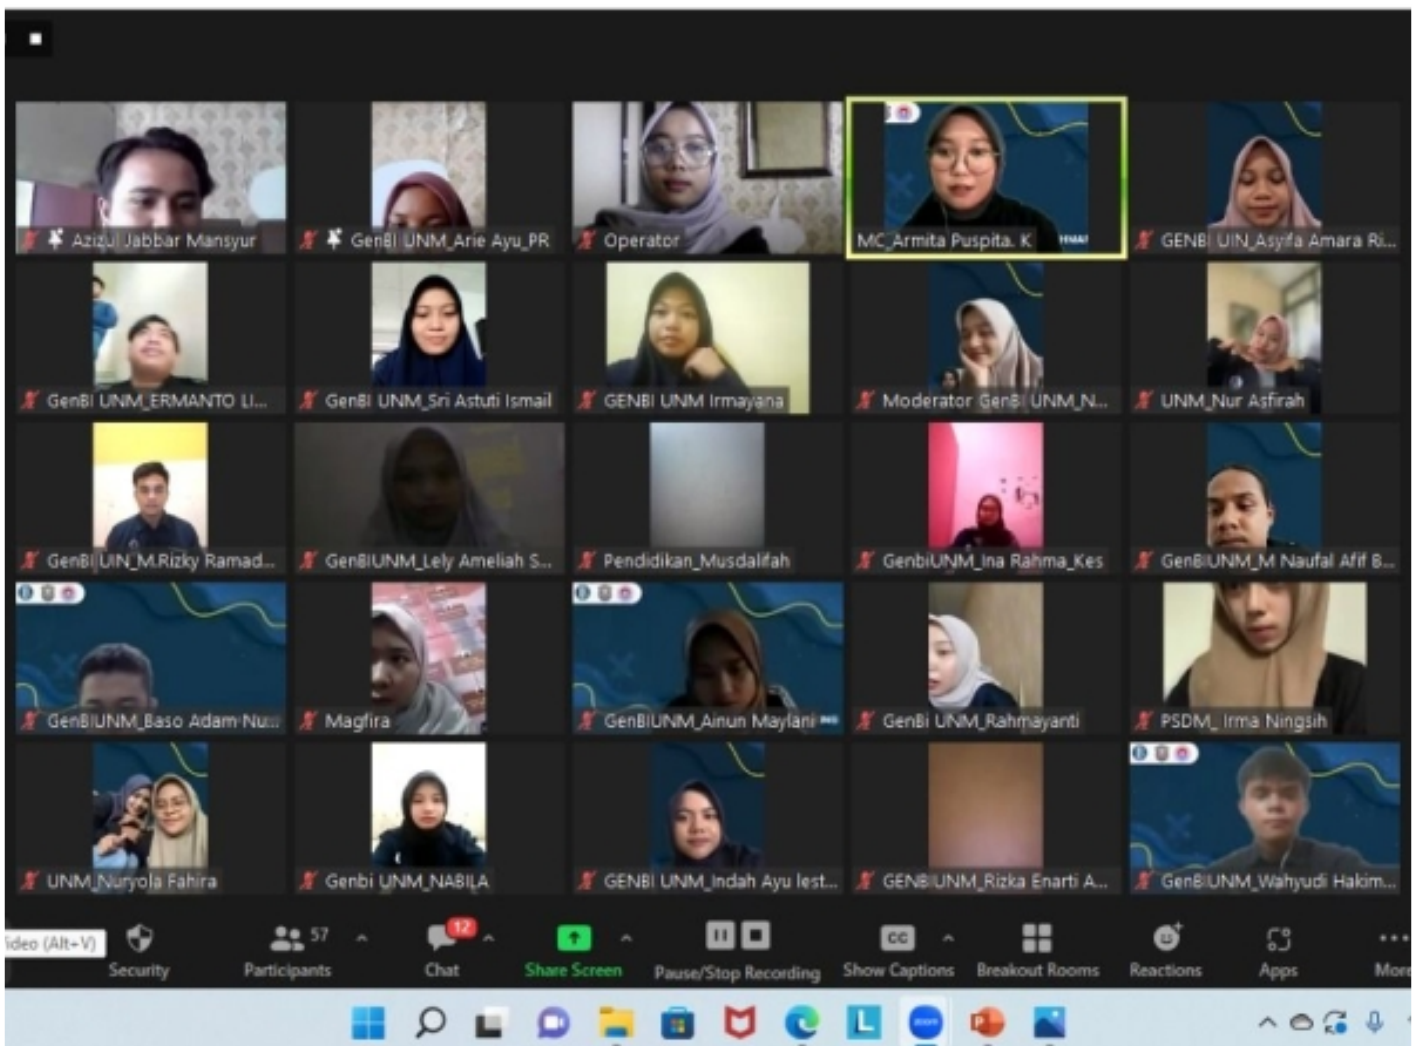 Azizul Jabbar Mansyur
GenBI UNM_Arie Ayu_PR
Operator
MC_Armita Puspita. K
GENBI UIN_Asyifa Amara Ri...
GenBI UNM_ERMANTO LI...
GenBI UNM_Sri Astuti Ismail
GENBI UNM Irmayana
Moderator GenBI UNM_N...
UNM_Nur Asfirah
GenBI UIN_M.Rizky Ramad...
GenBIUNM_Lely Ameliah S...
Pendidikan_Musdalifah
GenbiUNM_Ina Rahma_Kes
GenBIUNM_M Naufal Afif B...
GenBIUNM_Baso Adam Nu...
Magfira
GenBIUNM_Ainun Maylani
GenBi UNM_Rahmayanti
PSDM_ Irma Ningsih
UNM_Nuryola Fahira
Genbi UNM_NABILA
GENBI UNM_Indah Ayu lest...
GENBIUNM_Rizka Enarti A...
GenBIUNM_Wahyudi Hakim...
ideo (Alt+V)
Security
57
Participants
12
Chat
Share Screen
Pause/Stop Recording
CC
Show Captions
Breakout Rooms
Reactions
Apps
More
L
zoom
P